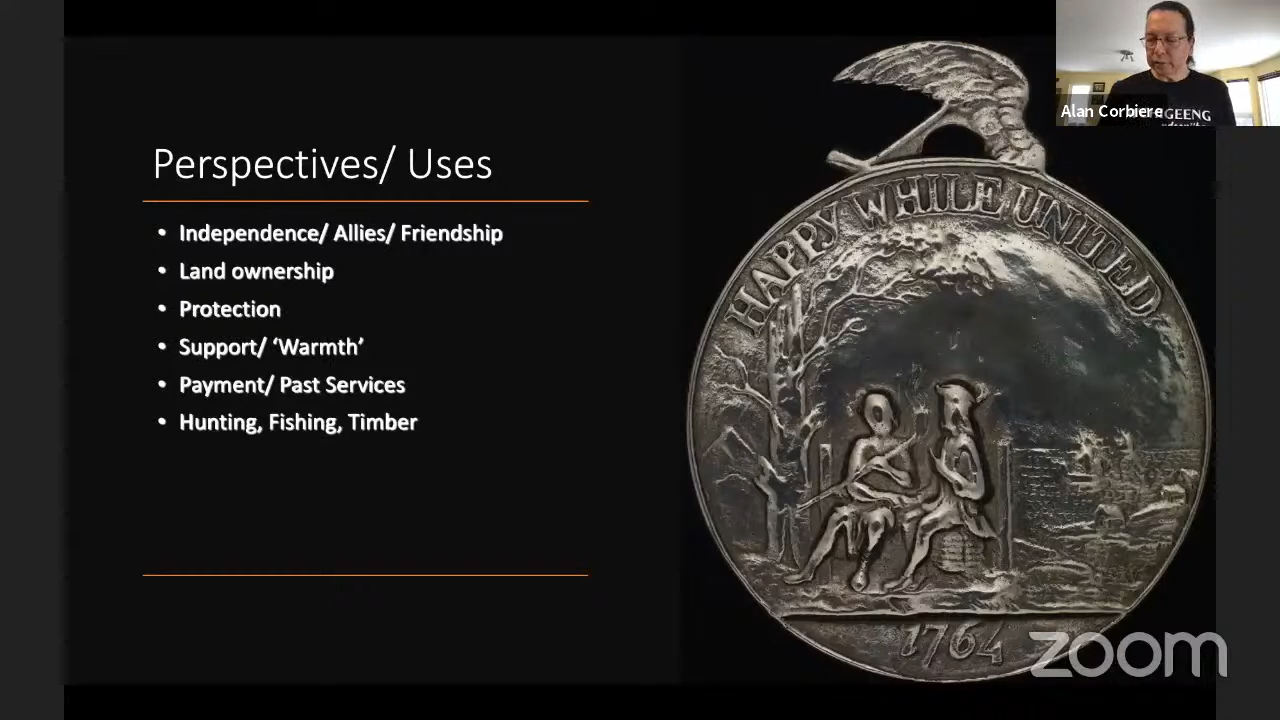 Perspectives/ Uses
• Independence/ Allies/ Friendship
• Land ownership
• Protection
• Support/ ‘Warmth’
• Payment/ Past Services
• Hunting, Fishing, Timber
HAPPY WHILE UNITED
1764
Alan Corbiere
GEENG
zoom